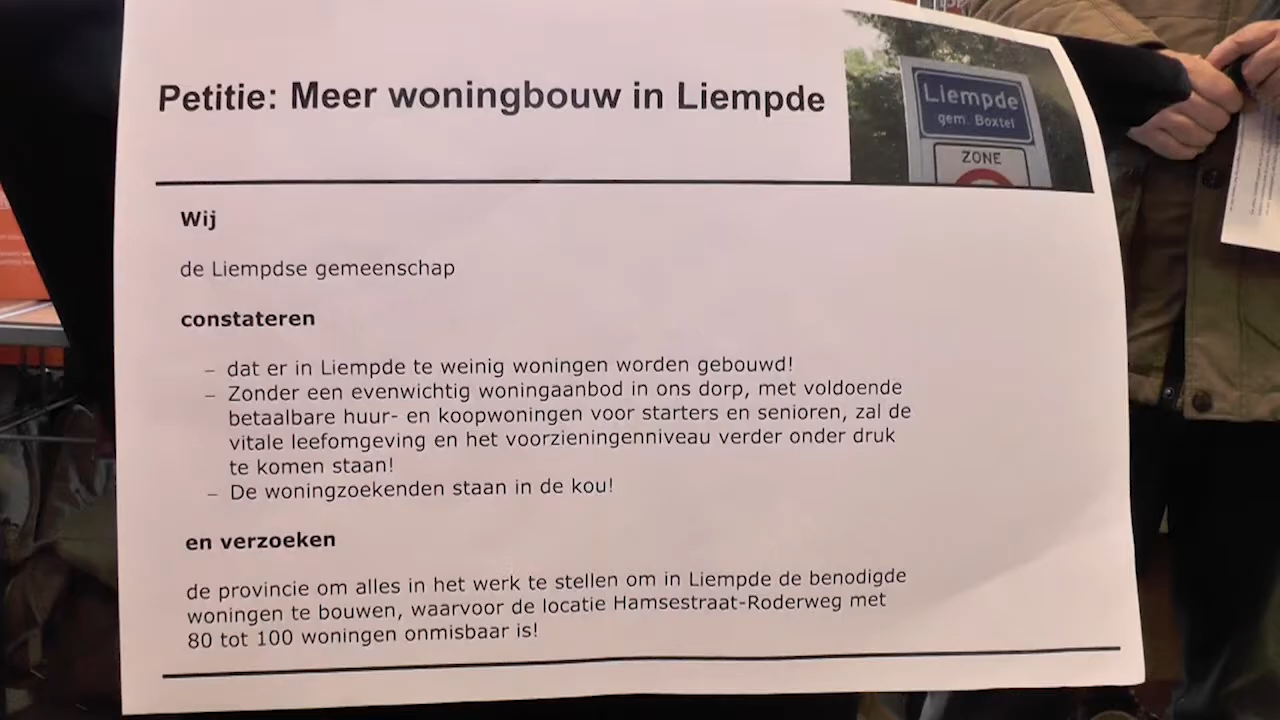 Petitie: Meer woningbouw in Liempde
Liempde
gem. Boxtel
ZONE
Wij
de Liempdse gemeenschap
constateren
– dat er in Liempde te weinig woningen worden gebouwd!
– Zonder een evenwichtig woningaanbod in ons dorp, met voldoende
betaalbare huur- en koopwoningen voor starters en senioren, zal de
vitale leefomgeving en het voorzieningenniveau verder onder druk
te komen staan!
– De woningzoekenden staan in de kou!
en verzoeken
de provincie om alles in het werk te stellen om in Liempde de benodigde
woningen te bouwen, waarvoor de locatie Hamsestraat-Roderweg met
80 tot 100 woningen onmisbaar is!